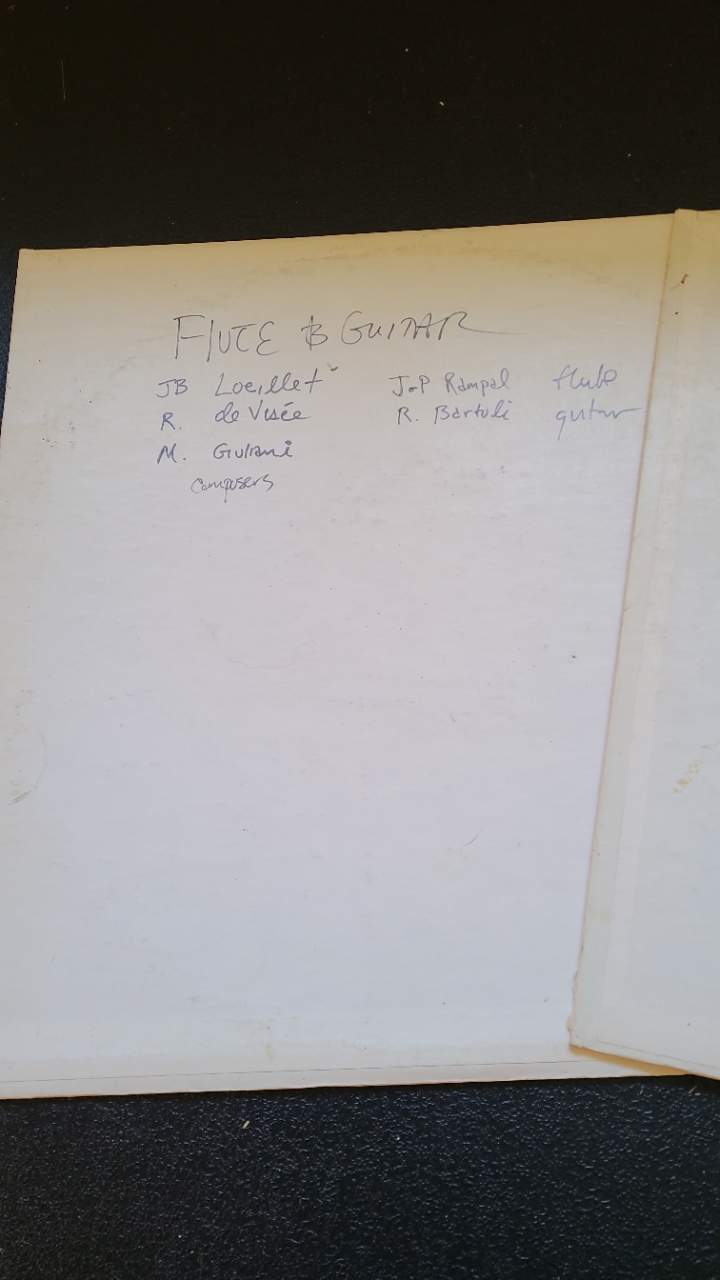 FlUTE & GUITAR
JB Loeillet J-P Rampal flute
R. de Visée R. Bartoli guitar
M. Giuliani
Composers